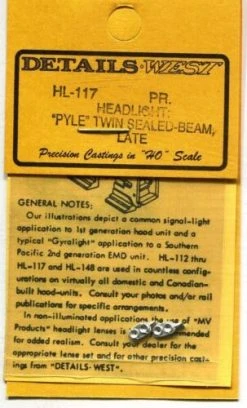 DETAILS·WEST
HL-117 PR.
HEADLIGHT:
"PYLE" TWIN SEALED-BEAM,
LATE
Precision Castings in "HO" Scale
GENERAL NOTES:
Our illustrations depict a common signal-light
application to 1st generation hood unit and a
typical "Gyralight" application to a Southern
Pacific 2nd generation EMD unit. HL-112 thru
HL-117 and HL-148 are used in countless config-
urations on virtually all domestic and Canadian-
built hood-units. Consult your photos and/or rail
publications for specific arrangements.
In non-illuminated applications the use of "MV
Products" headlight lenses is mmended
for added realism. Consult your dealer for the
appropriate lense set and for other precision cast-
ings from "DETAILS-WEST".